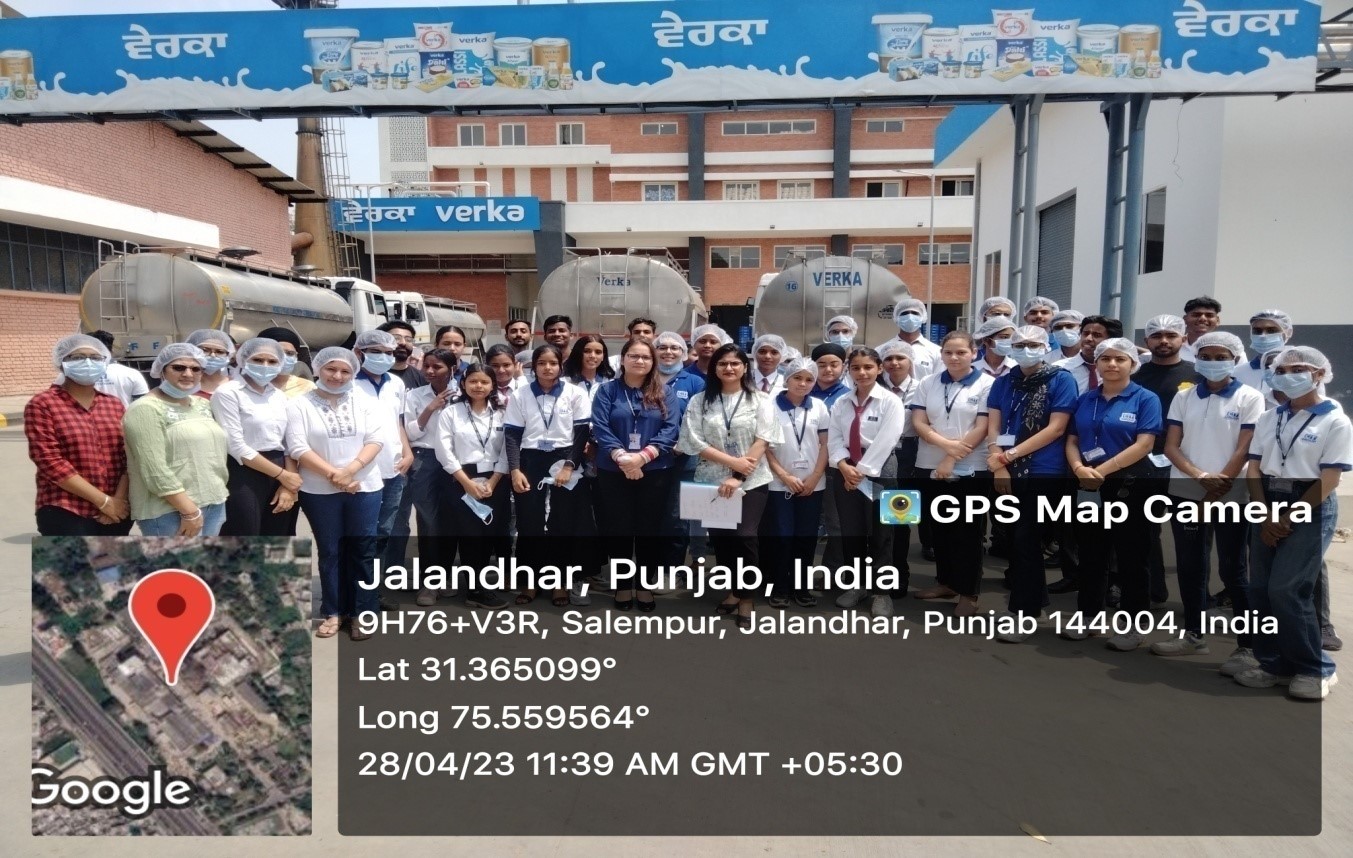 ਵੇਰਕਾ ਵੇਰਕਾ ਵੇਰਕਾ
ਵੇਰਕਾ verka
Verka
VERKA
16
GPS Map Camera
Jalandhar, Punjab, India
9H76+V3R, Salempur, Jalandhar, Punjab 144004, India
Lat 31.365099°
Long 75.559564°
28/04/23 11:39 AM GMT +05:30
Google